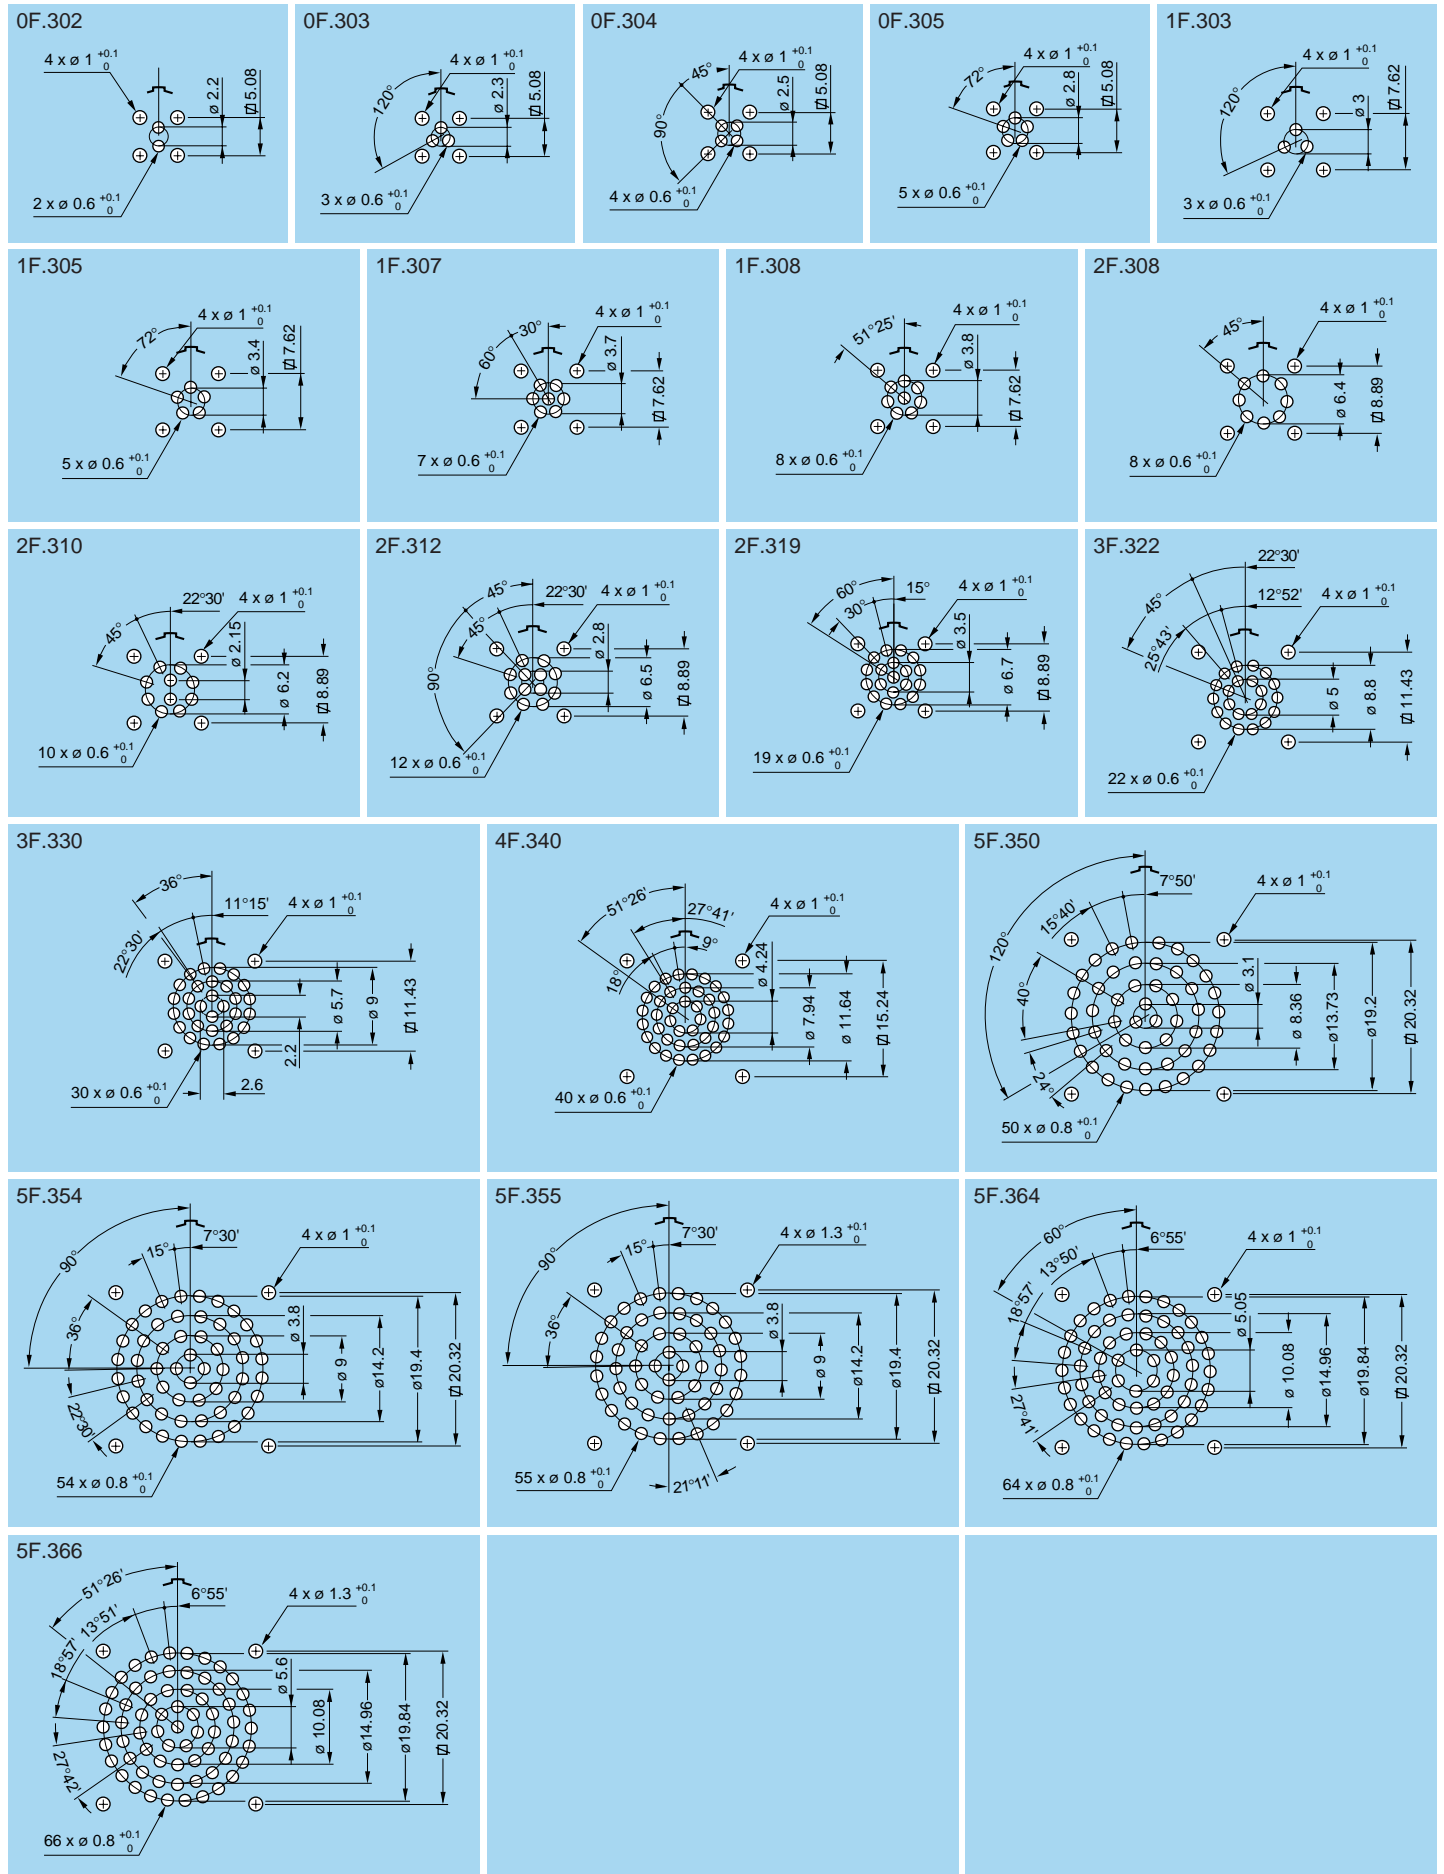 0F.302
4 x ø 1 +0.1 0
ø 2.2
5.08
2 x ø 0.6 +0.1 0
0F.303
4 x ø 1 +0.1 0
120°
ø 2.3
5.08
3 x ø 0.6 +0.1 0
0F.304
4 x ø 1 +0.1 0
45°
90°
ø 2.5
5.08
4 x ø 0.6 +0.1 0
0F.305
4 x ø 1 +0.1 0
72°
ø 2.8
5.08
5 x ø 0.6 +0.1 0
1F.303
4 x ø 1 +0.1 0
120°
ø 3
7.62
3 x ø 0.6 +0.1 0
1F.305
4 x ø 1 +0.1 0
72°
ø 3.4
7.62
5 x ø 0.6 +0.1 0
1F.307
30°
4 x ø 1 +0.1 0
60°
ø 3.7
7.62
7 x ø 0.6 +0.1 0
1F.308
4 x ø 1 +0.1 0
51°25'
ø 3.8
7.62
8 x ø 0.6 +0.1 0
2F.308
4 x ø 1 +0.1 0
45°
ø 6.4
8.89
8 x ø 0.6 +0.1 0
2F.310
22°30'
4 x ø 1 +0.1 0
45°
ø 2.15
ø 6.2
8.89
10 x ø 0.6 +0.1 0
2F.312
45°
22°30'
4 x ø 1 +0.1 0
45°
90°
ø 2.8
ø 6.5
8.89
12 x ø 0.6 +0.1 0
2F.319
60°
15°
4 x ø 1 +0.1 0
30°
ø 3.5
ø 6.7
8.89
19 x ø 0.6 +0.1 0
3F.322
22°30'
45°
12°52'
4 x ø 1 +0.1 0
25°43'
ø 5
ø 8.8
11.43
22 x ø 0.6 +0.1 0
3F.330
36°
11°15'
4 x ø 1 +0.1 0
22°30'
ø 5.7
ø 9
11.43
2.2
30 x ø 0.6 +0.1 0
2.6
4F.340
51°26'
27°41'
4 x ø 1 +0.1 0
9°
18°
ø 4.24
ø 7.94
ø 11.64
15.24
40 x ø 0.6 +0.1 0
5F.350
7°50'
4 x ø 1 +0.1 0
15°40'
120°
40°
24°
ø 3.1
ø 8.36
ø13.73
ø19.2
20.32
50 x ø 0.8 +0.1 0
5F.354
7°30'
4 x ø 1 +0.1 0
15°
90°
36°
22°30'
ø 3.8
ø 9
ø14.2
ø19.4
20.32
54 x ø 0.8 +0.1 0
5F.355
7°30'
4 x ø 1.3 +0.1 0
15°
90°
36°
ø 3.8
ø 9
ø14.2
ø19.4
20.32
55 x ø 0.8 +0.1 0
21°11'
5F.364
60°
6°55'
4 x ø 1 +0.1 0
13°50'
18°57'
27°41'
ø 5.05
ø 10.08
ø14.96
ø19.84
20.32
64 x ø 0.8 +0.1 0
5F.366
51°26'
6°55'
4 x ø 1.3 +0.1 0
13°51'
18°57'
27°42'
ø 5.6
ø 10.08
ø14.96
ø19.84
20.32
66 x ø 0.8 +0.1 0